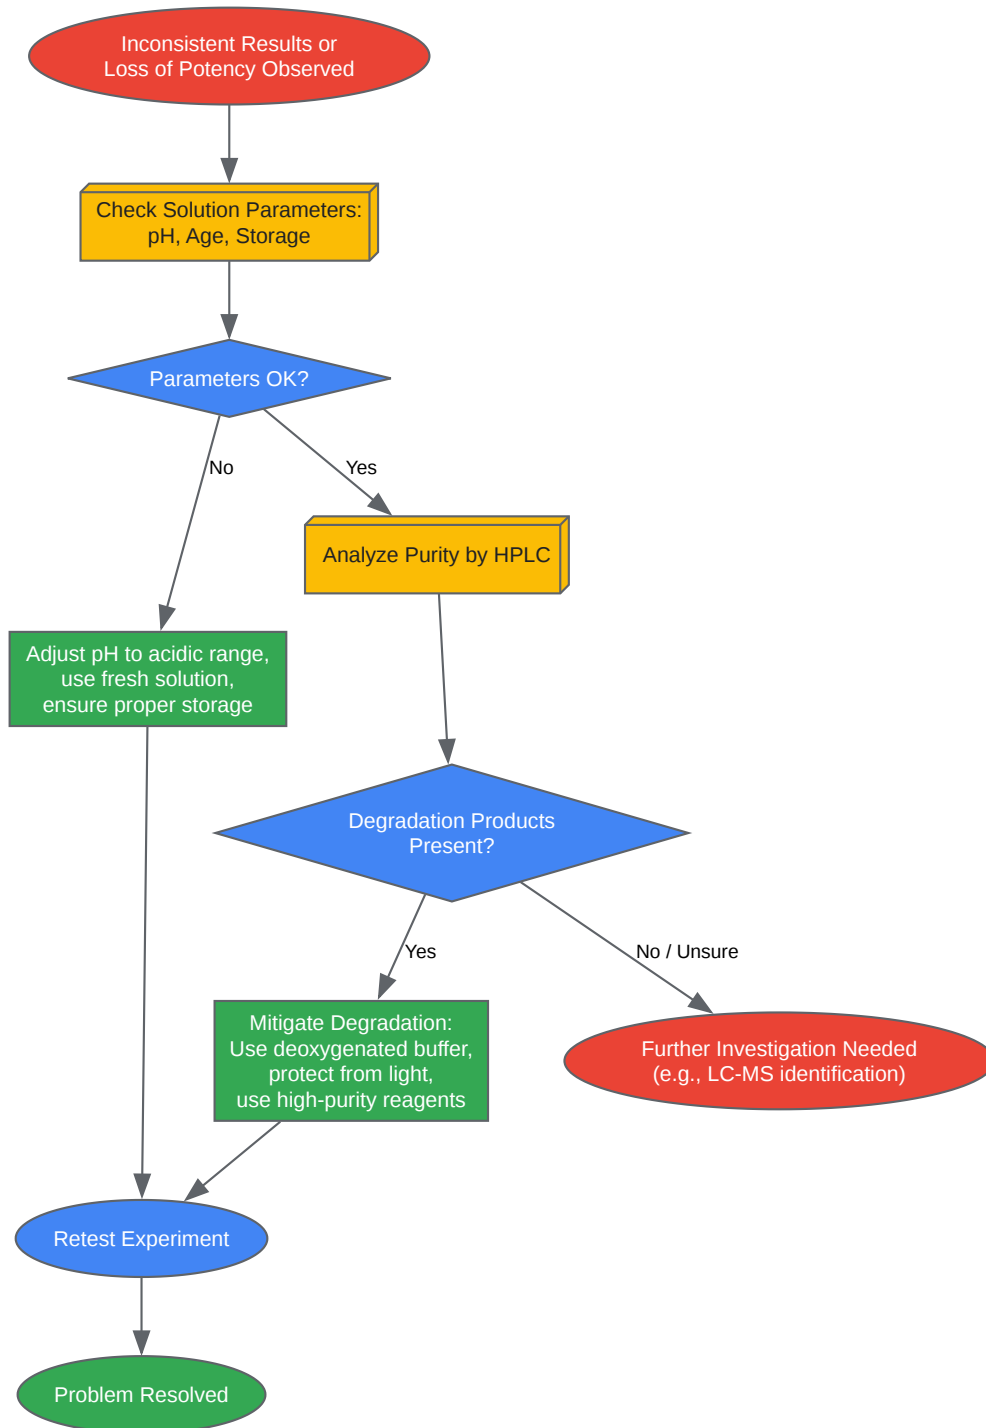 Inconsistent Results or
Loss of Potency Observed
Check Solution Parameters:
pH, Age, Storage
Parameters OK?
No
Yes
Analyze Purity by HPLC
Adjust pH to acidic range,
use fresh solution,
ensure proper storage
Degradation Products
Present?
Yes
No / Unsure
Mitigate Degradation:
Use deoxygenated buffer,
protect from light,
use high-purity reagents
Further Investigation Needed
(e.g., LC-MS identification)
Retest Experiment
Problem Resolved